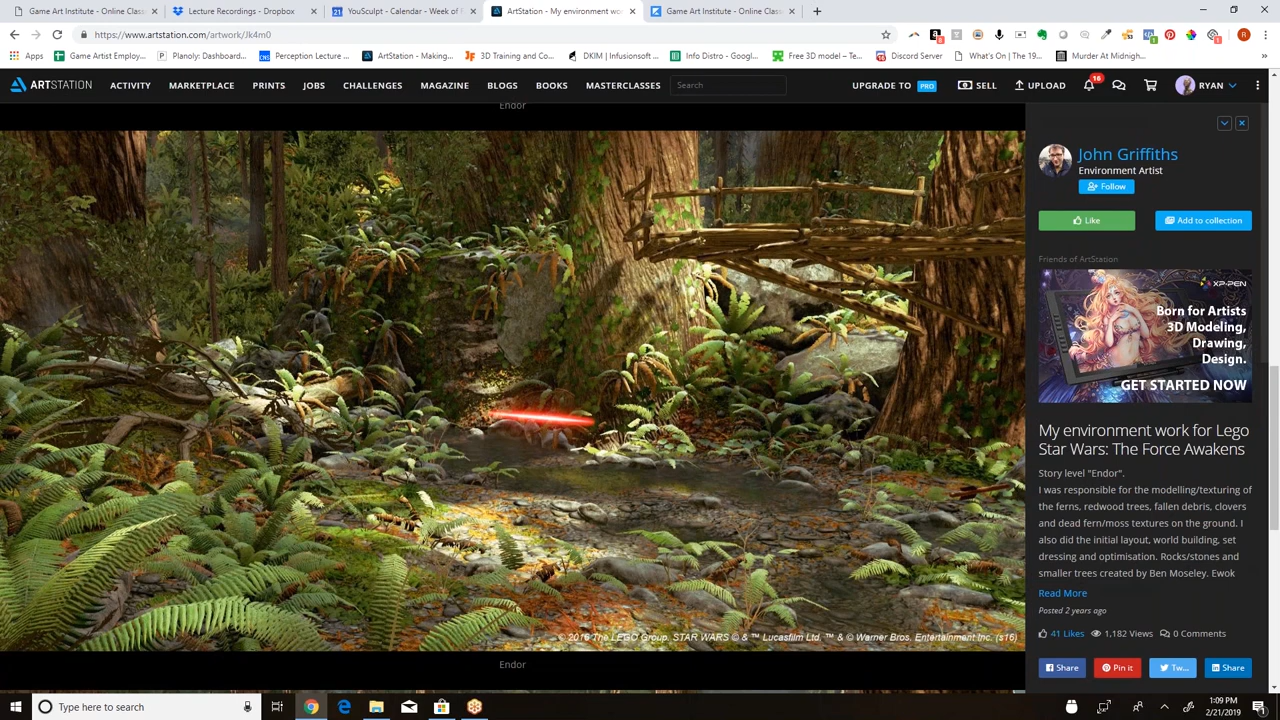 Game Art Institute - Online Class
Lecture Recordings - Dropbox
YouSculpt - Calendar - Week of F
ArtStation - My environment wor
Game Art Institute - Online Class
https://www.artstation.com/artwork/Jk4m0
Apps
Game Artist Employ...
Planoly: Dashboard...
Perception Lecture ...
ArtStation - Making...
3D Training and Co...
DKIM | Infusionsoft ...
Info Distro - Googl...
Free 3D model – Te...
Discord Server
What's On | The 19...
Murder At Midnigh...
ARTSTATION
ACTIVITY
MARKETPLACE
PRINTS
JOBS
CHALLENGES
MAGAZINE
BLOGS
BOOKS
MASTERCLASSES
Search
UPGRADE TO PRO
SELL
UPLOAD
16
RYAN
Endor
John Griffiths
Environment Artist
Follow
Like
Add to collection
Friends of ArtStation
XP-PEN
Born for Artists
3D Modeling,
Drawing,
Design.
GET STARTED NOW
My environment work for Lego
Star Wars: The Force Awakens
Story level "Endor".
I was responsible for the modelling/texturing of
the ferns, redwood trees, fallen debris, clovers
and dead fern/moss textures on the ground. I
also did the initial layout, world building, set
dressing and optimisation. Rocks/stones and
smaller trees created by Ben Moseley. Ewok
Read More
Posted 2 years ago
41 Likes
1,182 Views
0 Comments
© 2016 The LEGO Group. STAR WARS © & ™ Lucasfilm Ltd. ™ & © Warner Bros. Entertainment Inc. (s16)
Endor
Share
Pin it
Tw...
Share
Type here to search
1:09 PM
2/21/2019